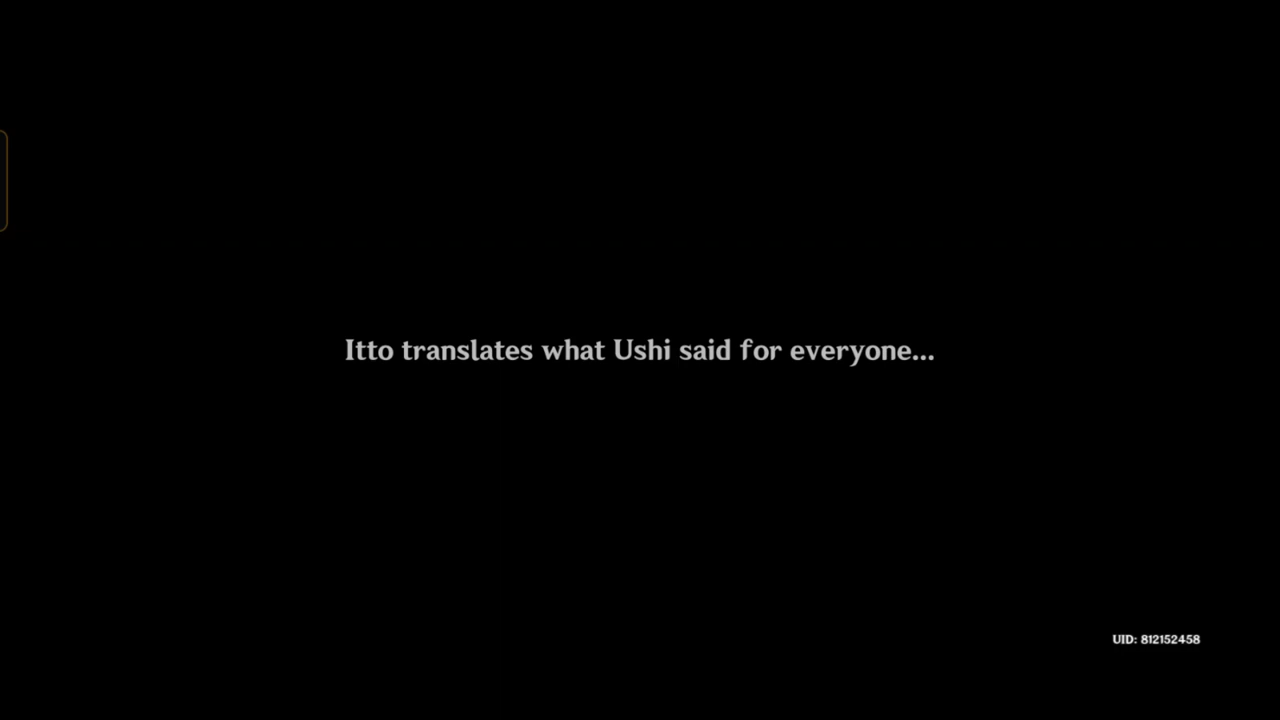 Itto translates what Ushi said for everyone...
UID: 812152458